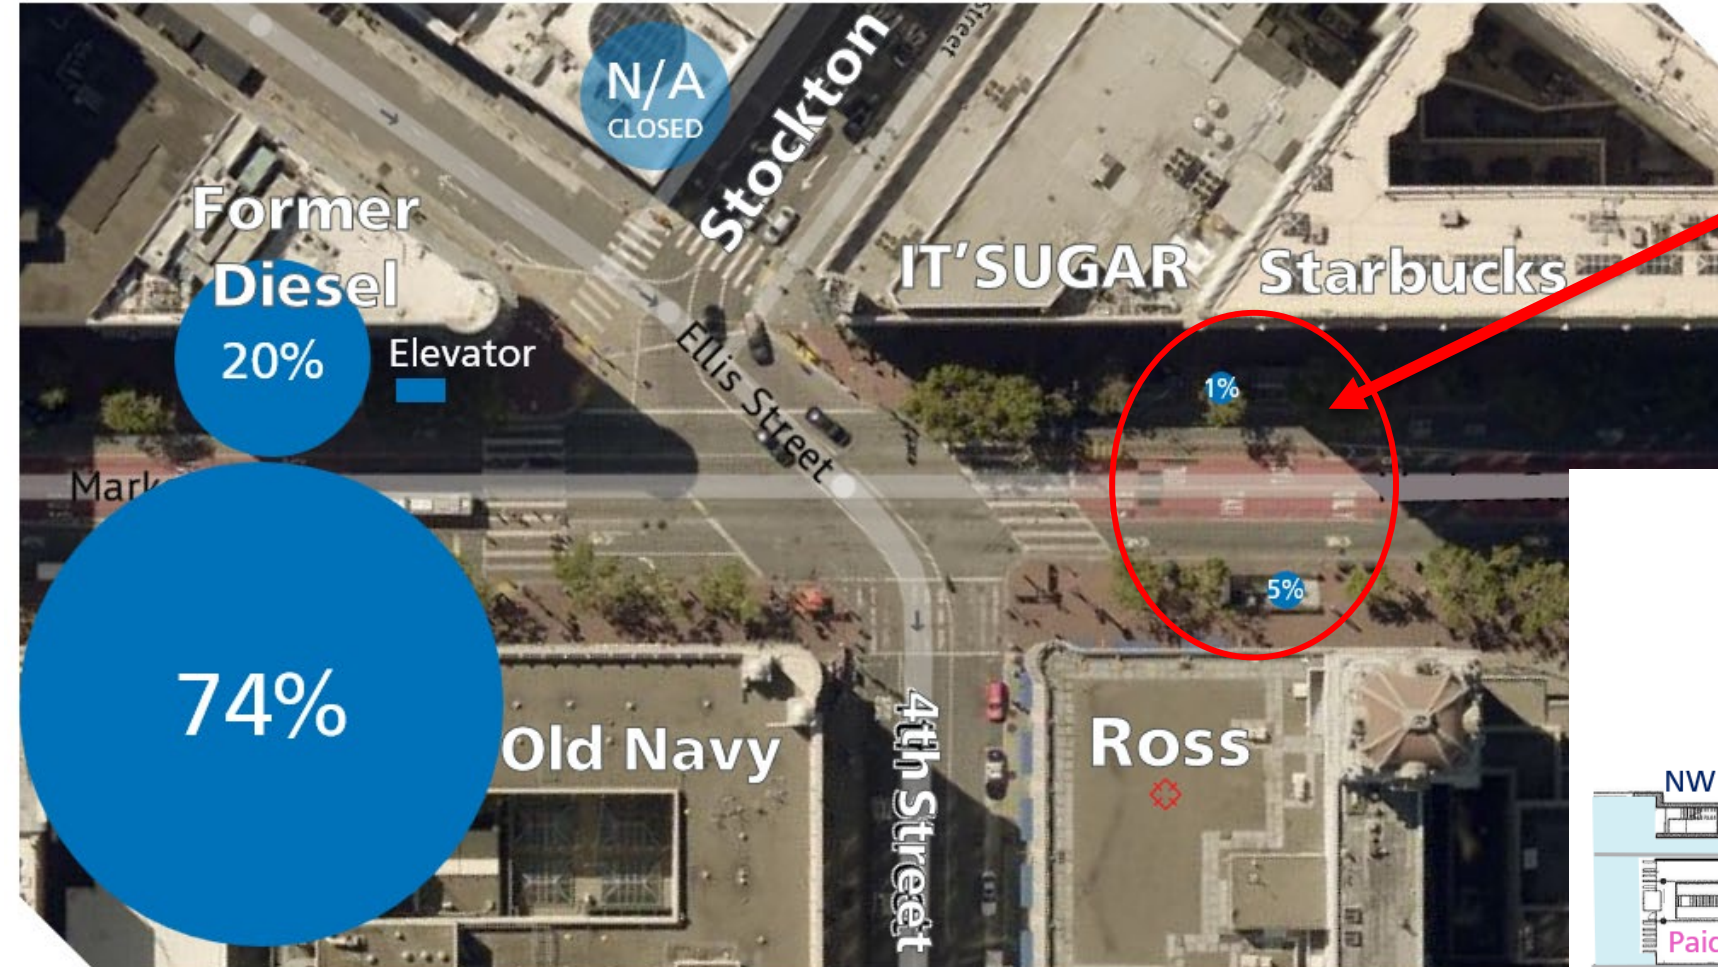 N/A
CLOSED
Stockton
Street
Former
Diesel
20%
Elevator
IT'SUGAR
Starbucks
1%
Ellis Street
Mark
5%
74%
Old Navy
4th Street
Ross
NW
Paid